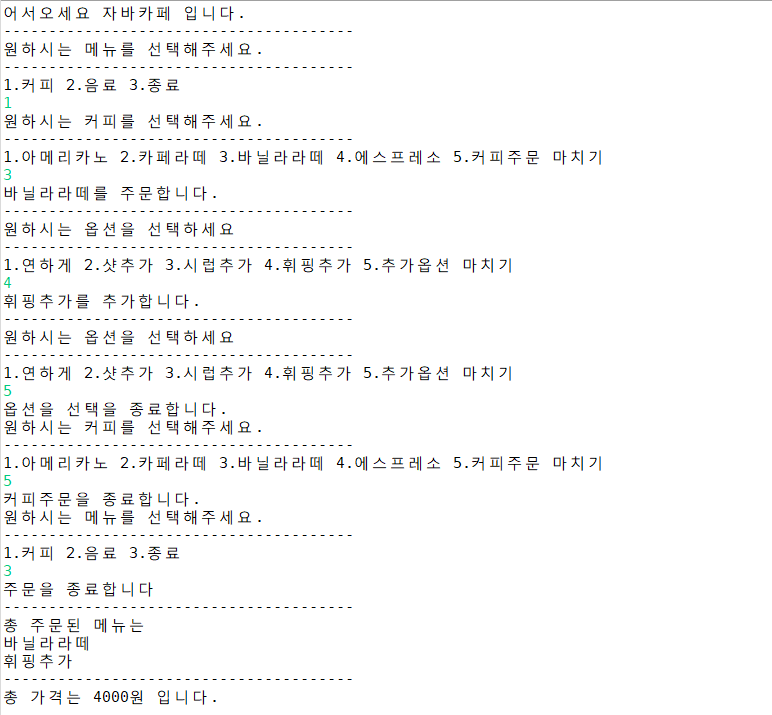 어서오세요 자바카페 입니다.
---------------------------------------
원하시는 메뉴를 선택해주세요.
---------------------------------------
1.커피 2.음료 3.종료
1
원하시는 커피를 선택해주세요.
---------------------------------------
1.아메리카노 2.카페라떼 3.바닐라라떼 4.에스프레소 5.커피주문 마치기
3
바닐라라떼를 주문합니다.
---------------------------------------
원하시는 옵션을 선택하세요
---------------------------------------
1.연하게 2.샷추가 3.시럽추가 4.휘핑추가 5.추가옵션 마치기
4
휘핑추가를 추가합니다.
---------------------------------------
원하시는 옵션을 선택하세요
---------------------------------------
1.연하게 2.샷추가 3.시럽추가 4.휘핑추가 5.추가옵션 마치기
5
옵션을 선택을 종료합니다.
원하시는 커피를 선택해주세요.
---------------------------------------
1.아메리카노 2.카페라떼 3.바닐라라떼 4.에스프레소 5.커피주문 마치기
5
커피주문을 종료합니다.
원하시는 메뉴를 선택해주세요.
---------------------------------------
1.커피 2.음료 3.종료
3
주문을 종료합니다
---------------------------------------
총 주문된 메뉴는
바닐라라떼
휘핑추가
---------------------------------------
총 가격는 4000원 입니다.